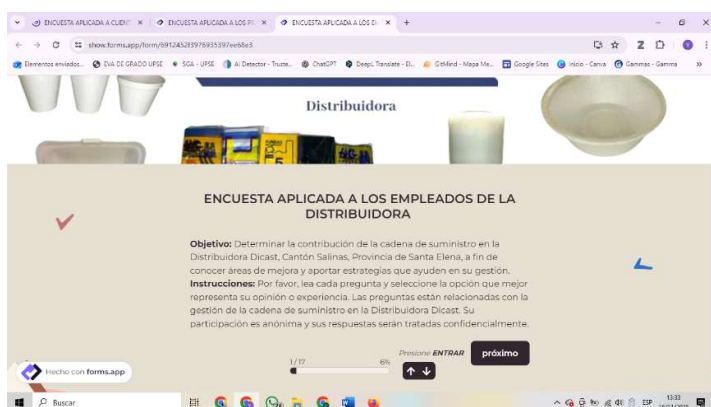 ENCUESTA APLICADA A CLIENT
ENCUESTA APLICADA A LOS PR
ENCUESTA APLICADA A LOS EM
show.forms.app/form/
Elementos enviados...
EVA DE GRADO UPSE
SGA - UPSE
AI Detector - Truste...
ChatGPT
DeepL Translate - El...
GitMind - Mapa Me...
Google Sites
Inicio - Canva
Gammas - Gamma
Distribuidora
ENCUESTA APLICADA A LOS EMPLEADOS DE LA
DISTRIBUIDORA
Objetivo: Determinar la contribución de la cadena de suministro en la
Distribuidora Dicast, Cantón Salinas, Provincia de Santa Elena, a fin de
conocer áreas de mejora y aportar estrategias que ayuden en su gestión.
Instrucciones: Por favor, lea cada pregunta y seleccione la opción que mejor
representa su opinión o experiencia. Las preguntas están relacionadas con la
gestión de la cadena de suministro en la Distribuidora Dicast. Su
participación es anónima y sus respuestas serán tratadas confidencialmente.
1 / 17
6%
Presione ENTRAR
próximo
Hecho con forms.app
Buscar
ESP
13:33